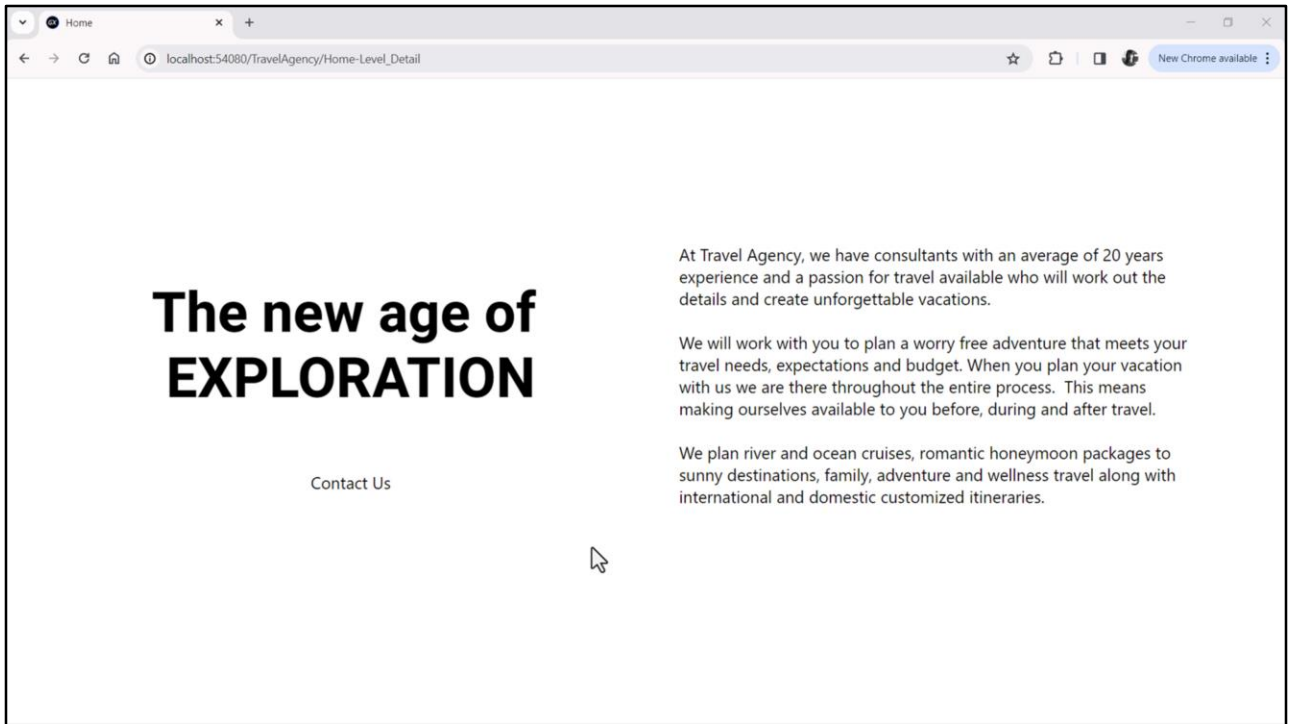 GX Home
localhost:54080/TravelAgency/Home-Level_Detail
New Chrome available
The new age of
EXPLORATION
Contact Us
At Travel Agency, we have consultants with an average of 20 years
experience and a passion for travel available who will work out the
details and create unforgettable vacations.
We will work with you to plan a worry free adventure that meets your
travel needs, expectations and budget. When you plan your vacation
with us we are there throughout the entire process.  This means
making ourselves available to you before, during and after travel.
We plan river and ocean cruises, romantic honeymoon packages to
sunny destinations, family, adventure and wellness travel along with
international and domestic customized itineraries.